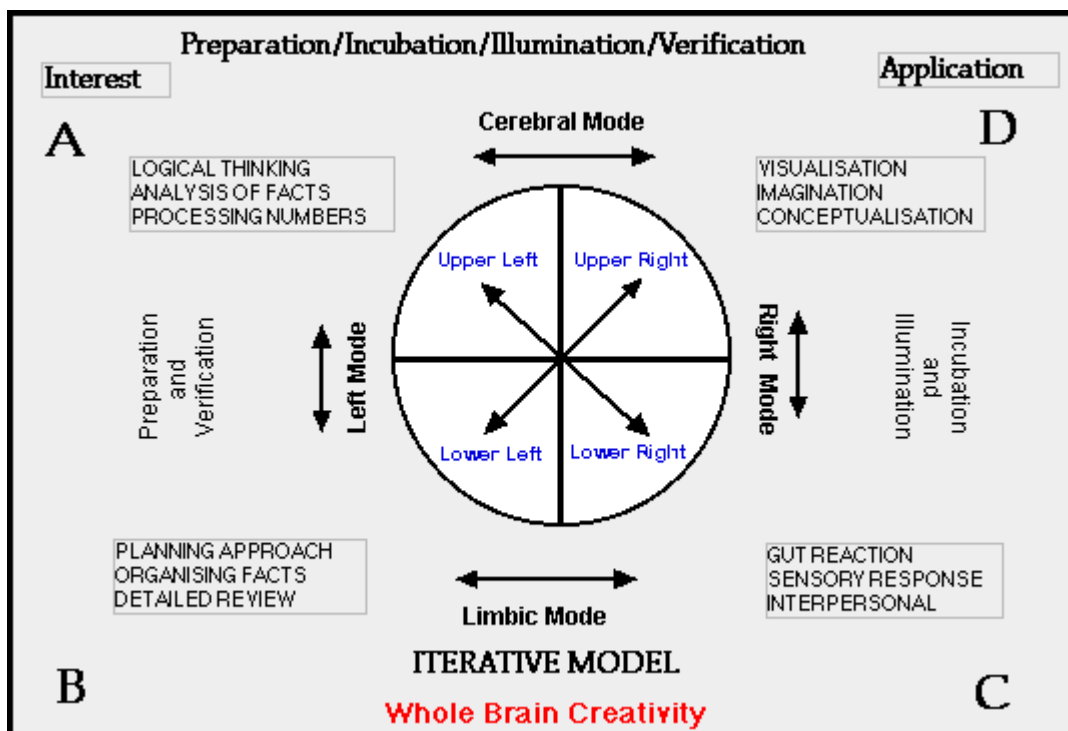 Preparation/Incubation/Illumination/Verification
Interest
Application
A
D
Cerebral Mode
LOGICAL THINKING
ANALYSIS OF FACTS
PROCESSING NUMBERS
VISUALISATION
IMAGINATION
CONCEPTUALISATION
Upper Left
Upper Right
Preparation
and
Verification
Left Mode
Right Mode
Incubation
and
Illumination
Lower Left
Lower Right
PLANNING APPROACH
ORGANISING FACTS
DETAILED REVIEW
GUT REACTION
SENSORY RESPONSE
INTERPERSONAL
Limbic Mode
ITERATIVE MODEL
B
C
Whole Brain Creativity